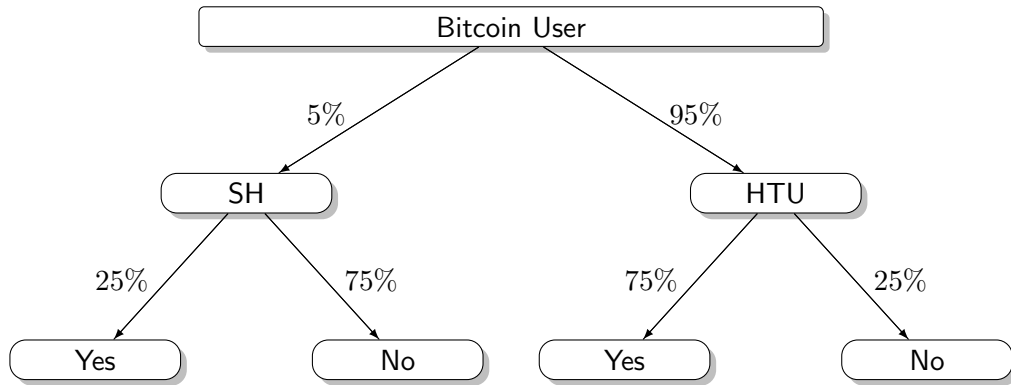 Bitcoin User
5%
95%
SH
HTU
25%
75%
75%
25%
Yes
No
Yes
No